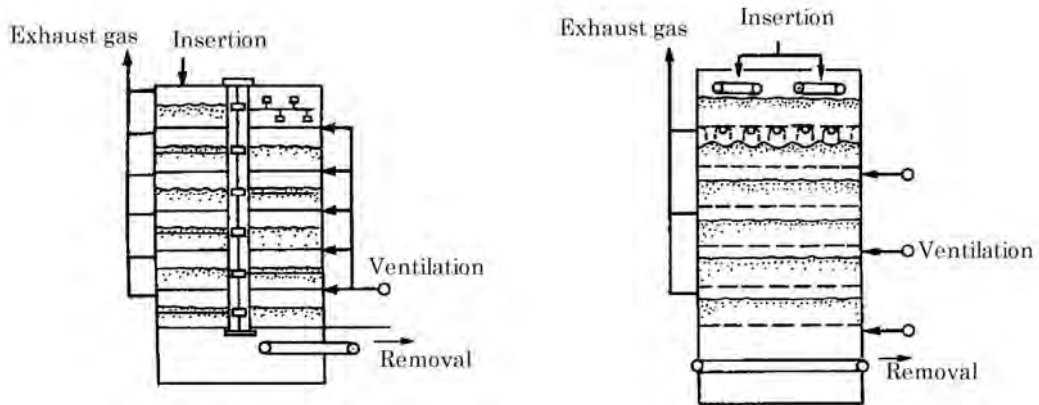 Exhaust gas
Insertion
Ventilation
Removal
Insertion
Exhaust gas
Ventilation
Removal